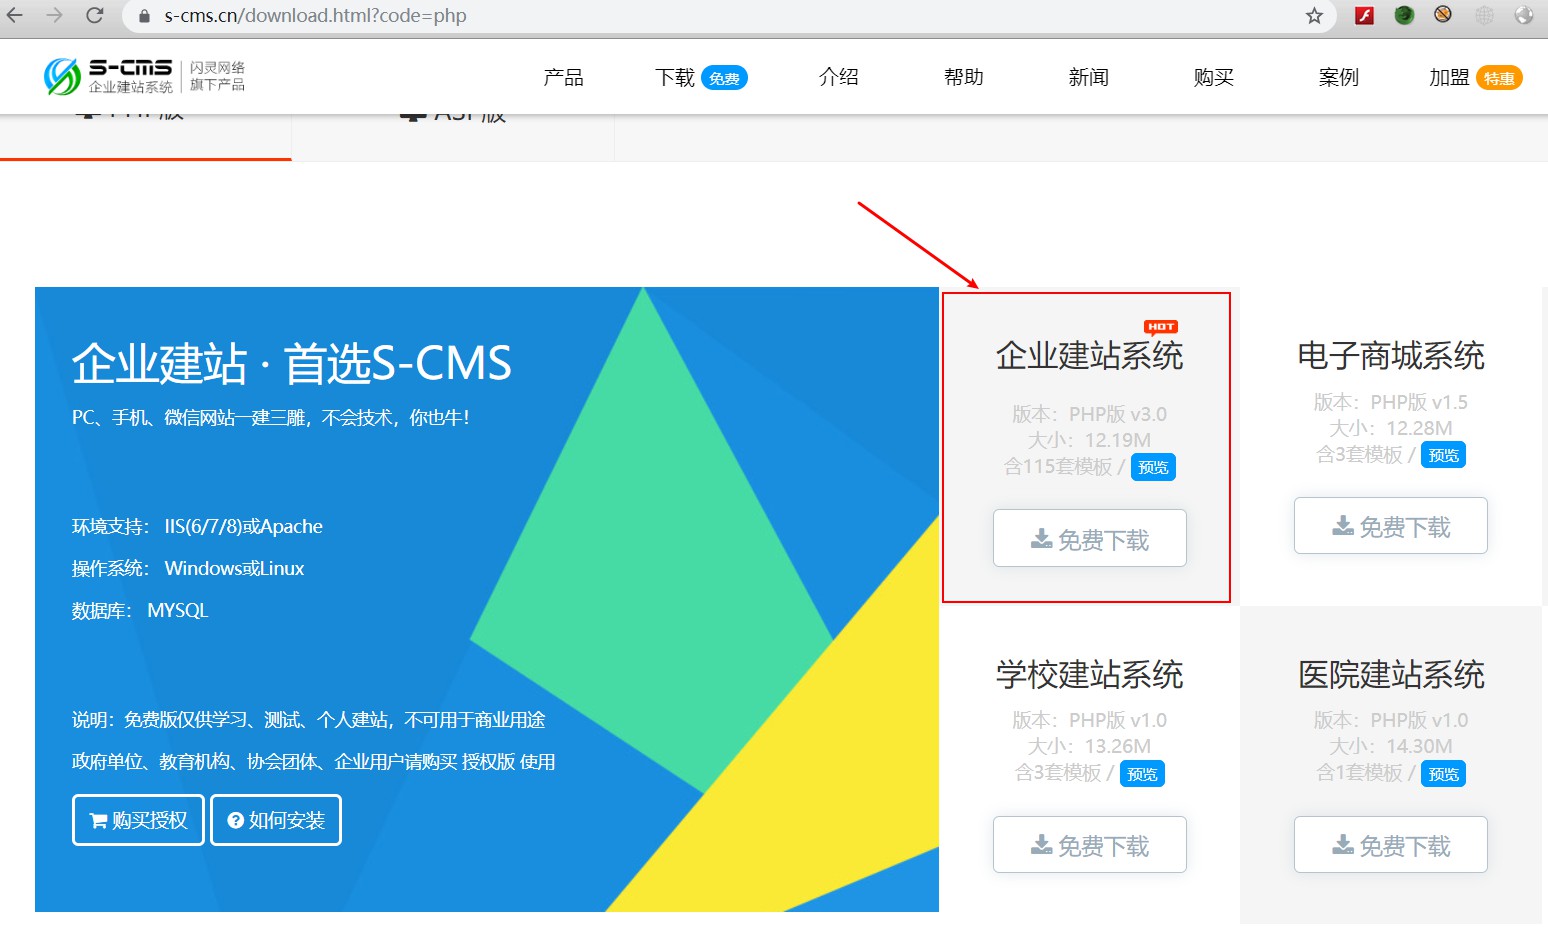 s-cms.cn/download.html?code=php
S-CMS
企业建站系统
闪灵网络
旗下产品
产品
下载 免费
介绍
帮助
新闻
购买
案例
加盟 特惠
PHP版
ASP版
企业建站 · 首选S-CMS
PC、手机、微信网站一建三雕，不会技术，你也牛！
环境支持： IIS(6/7/8)或Apache
操作系统： Windows或Linux
数据库： MYSQL
说明：免费版仅供学习、测试、个人建站，不可用于商业用途
政府单位、教育机构、协会团体、企业用户请购买 授权版 使用
购买授权
如何安装
HOT
企业建站系统
版本：PHP版 v3.0
大小：12.19M
含115套模板 / 预览
免费下载
电子商城系统
版本：PHP版 v1.5
大小：12.28M
含3套模板 / 预览
免费下载
学校建站系统
版本：PHP版 v1.0
大小：13.26M
含3套模板 / 预览
免费下载
医院建站系统
版本：PHP版 v1.0
大小：14.30M
含1套模板 / 预览
免费下载